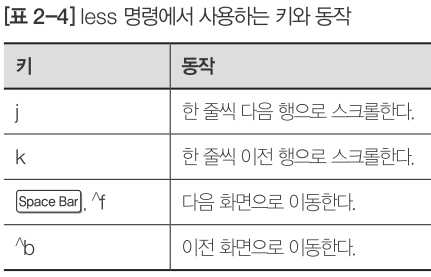 [표 2-4] less 명령에서 사용하는 키와 동작
키 동작
j 한 줄씩 다음 행으로 스크롤한다.
k 한 줄씩 이전 행으로 스크롤한다.
Space Bar, ^f 다음 화면으로 이동한다.
^b 이전 화면으로 이동한다.